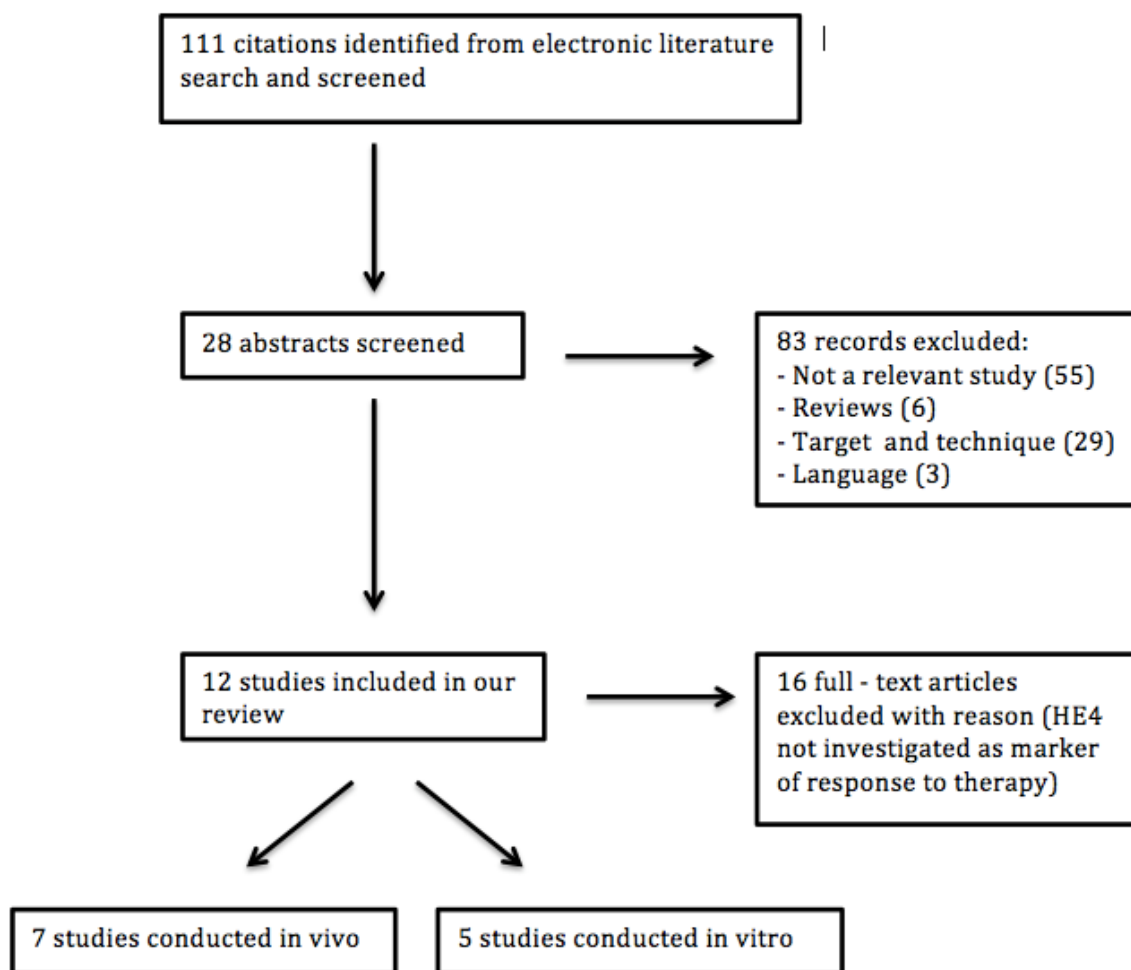 111 citations identified from electronic literature
search and screened
28 abstracts screened
83 records excluded:
- Not a relevant study (55)
- Reviews (6)
- Target  and technique (29)
- Language (3)
12 studies included in our
review
16 full - text articles
excluded with reason (HE4
not investigated as marker
of response to therapy)
7 studies conducted in vivo
5 studies conducted in vitro